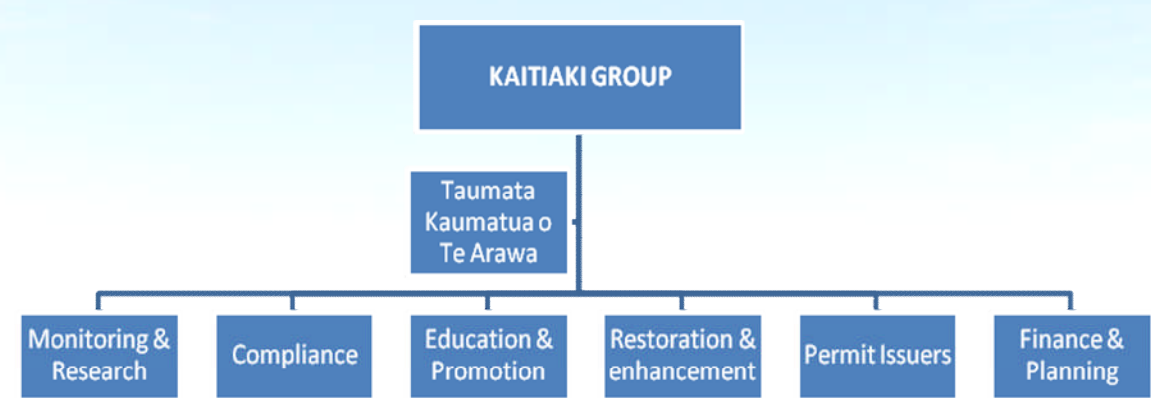 KAITIAKI GROUP
Taumata
Kaumatua o
Te Arawa
Monitoring &
Research
Compliance
Education &
Promotion
Restoration &
enhancement
Permit Issuers
Finance &
Planning